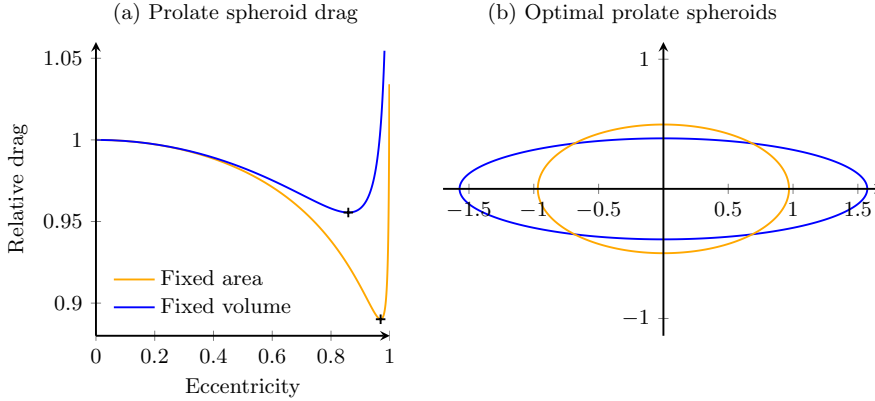 (a) Prolate spheroid drag
1.05
1
0.95
0.9
Relative drag
Fixed area
Fixed volume
0 0.2 0.4 0.6 0.8 1
Eccentricity
(b) Optimal prolate spheroids
1
−1.5 −1 −0.5 0.5 1 1.5
−1